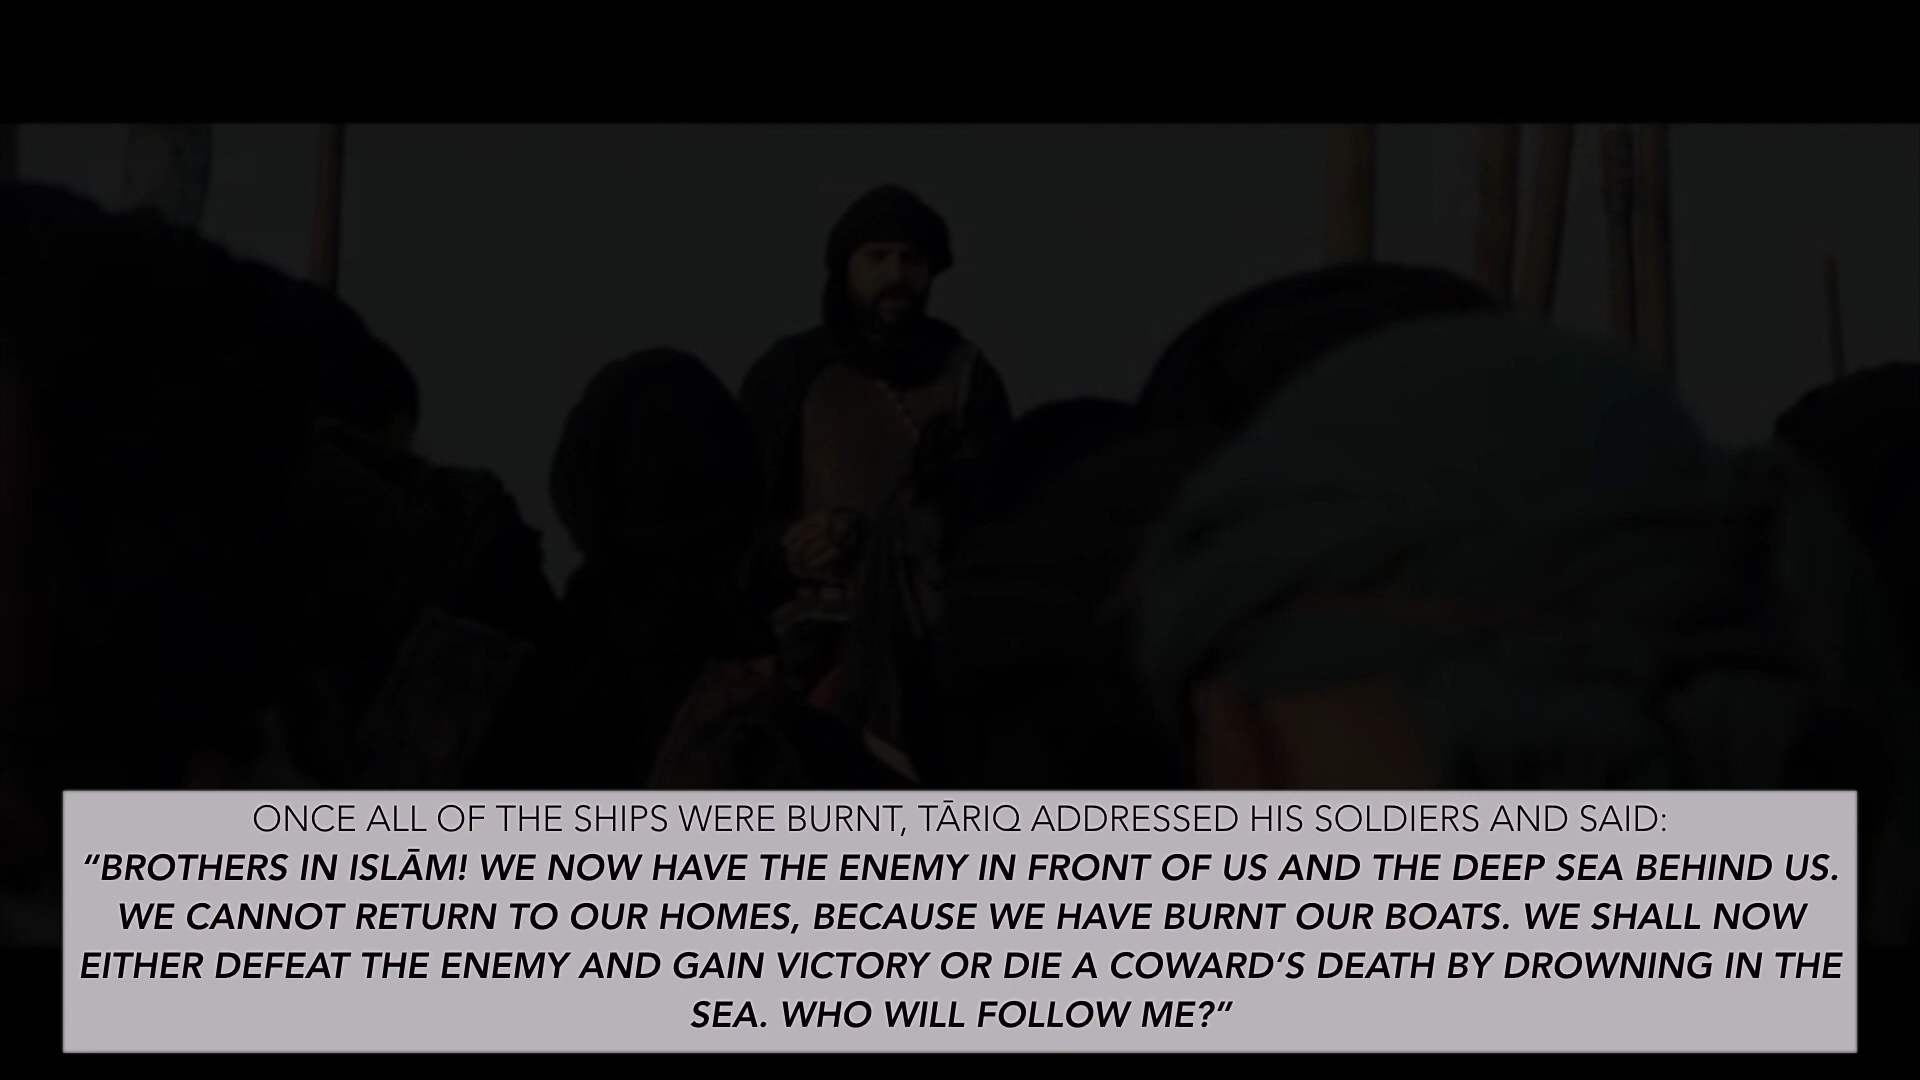 ONCE ALL OF THE SHIPS WERE BURNT, TĀRIQ ADDRESSED HIS SOLDIERS AND SAID:
“BROTHERS IN ISLĀM! WE NOW HAVE THE ENEMY IN FRONT OF US AND THE DEEP SEA BEHIND US.
WE CANNOT RETURN TO OUR HOMES, BECAUSE WE HAVE BURNT OUR BOATS. WE SHALL NOW
EITHER DEFEAT THE ENEMY AND GAIN VICTORY OR DIE A COWARD’S DEATH BY DROWNING IN THE
SEA. WHO WILL FOLLOW ME?”